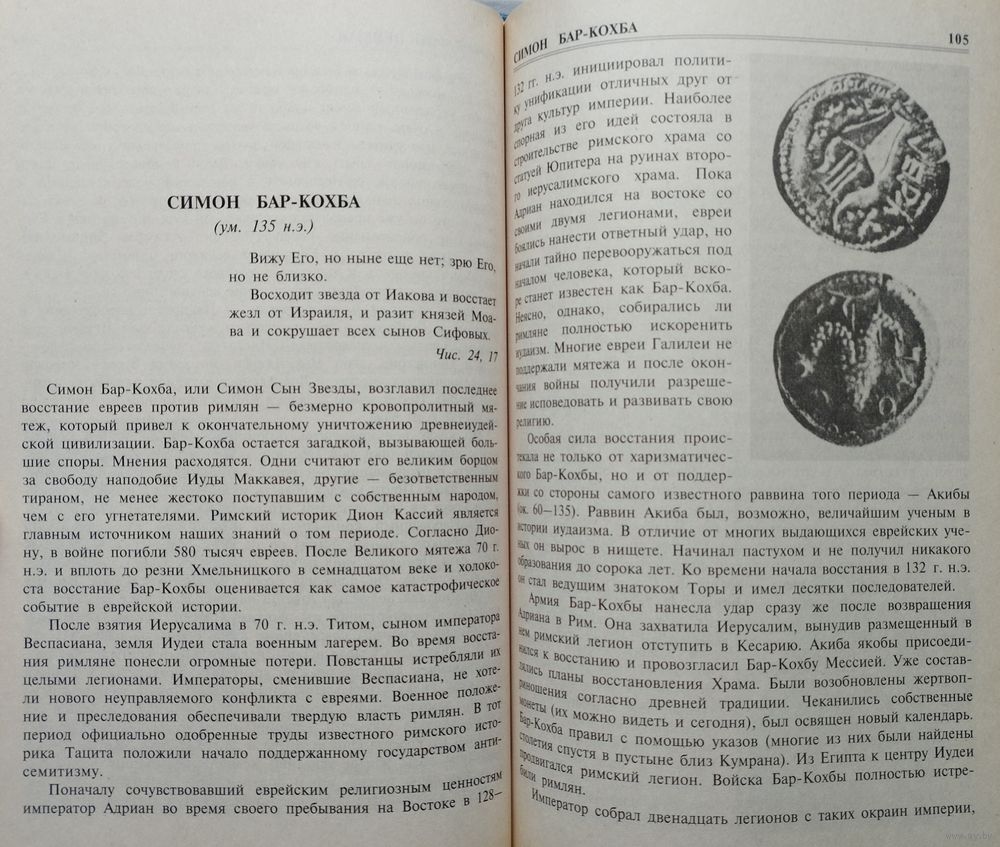 СИМОН БАР-КОХБА
(ум. 135 н.э.)
Вижу Его, но ныне еще нет; зрю Его,
но не близко.
Восходит звезда от Иакова и восстает
жезл от Израиля, и разит князей Моа-
ва и сокрушает всех сынов Сифовых.
Чис. 24, 17
Симон Бар-Кохба, или Симон Сын Звезды, возглавил последнее
восстание евреев против римлян — безмерно кровопролитный мя-
теж, который привел к окончательному уничтожению древнеиудей-
ской цивилизации. Бар-Кохба остается загадкой, вызывающей боль-
шие споры. Мнения расходятся. Одни считают его великим борцом
за свободу наподобие Иуды Маккавея, другие — безответственным
тираном, не менее жестоко поступавшим с собственным народом,
чем с его угнетателями. Римский историк Дион Кассий является
главным источником наших знаний о том периоде. Согласно Дио-
ну, в войне погибли 580 тысяч евреев. После Великого мятежа 70 г.
н.э. и вплоть до резни Хмельницкого в семнадцатом веке и холоко-
ста восстание Бар-Кохбы оценивается как самое катастрофическое
событие в еврейской истории.
После взятия Иерусалима в 70 г. н.э. Титом, сыном императора
Веспасиана, земля Иудеи стала военным лагерем. Во время восста-
ния римляне понесли огромные потери. Повстанцы истребляли их
целыми легионами. Императоры, сменившие Веспасиана, не хоте-
ли нового неуправляемого конфликта с евреями. Военное положе-
ние и преследования обеспечивали твердую власть римлян. В тот
период официально одобренные труды известного римского исто-
рика Тацита положили начало поддержанному государством анти-
семитизму.
Поначалу сочувствовавший еврейским религиозным ценностям
император Адриан во время своего пребывания на Востоке в 128—
СИМОН БАР-КОХБА
105
132 гг. н.э. инициировал полити-
ку унификации отличных друг от
друга культур империи. Наиболее
спорная из его идей состояла в
строительстве римского храма со
статуей Юпитера на руинах второ-
го иерусалимского храма. Пока
Адриан находился на востоке со
своими двумя легионами, евреи
боялись нанести ответный удар, но
начали тайно перевооружаться под
началом человека, который вско-
ре станет известен как Бар-Кохба.
Неясно, однако, собирались ли
римляне полностью искоренить
иудаизм. Многие евреи Галилеи не
поддержали мятежа и после окон-
чания войны получили разреше-
ние исповедовать и развивать свою
религию.
Особая сила восстания проис-
текала не только от харизматичес-
кого Бар-Кохбы, но и от поддер-
жки со стороны самого известного раввина того периода — Акибы
(ок. 60—135). Раввин Акиба был, возможно, величайшим ученым в
истории иудаизма. В отличие от многих выдающихся еврейских уче-
ных он вырос в нищете. Начинал пастухом и не получил никакого
образования до сорока лет. Ко времени начала восстания в 132 г. н.э.
он стал ведущим знатоком Торы и имел десятки последователей.
Армия Бар-Кохбы нанесла удар сразу же после возвращения
Адриана в Рим. Она захватила Иерусалим, вынудив размещенный в
нем римский легион отступить в Кесарию. Акиба якобы присоеди-
нился к восстанию и провозгласил Бар-Кохбу Мессией. Уже состав-
лялись планы восстановления Храма. Были возобновлены жертвоп-
риношения согласно древней традиции. Чеканились собственные
монеты (их можно видеть и сегодня), был освящен новый календарь.
Бар-Кохба правил с помощью указов (многие из них были найдены
столетия спустя в пустыне близ Кумрана). Из Египта к центру Иудеи
продвигался римский легион. Войска Бар-Кохбы полностью истре-
били римлян.
Император собрал двенадцать легионов с таких окраин империи,